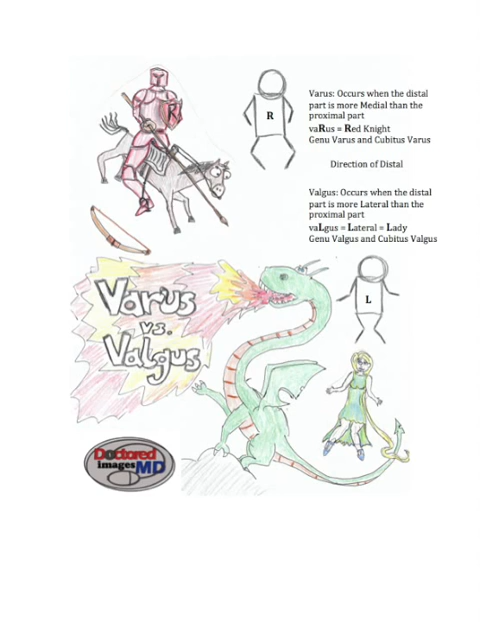 R
R
Varus: Occurs when the distal
part is more Medial than the
proximal part
vaRus = Red Knight
Genu Varus and Cubitus Varus
Direction of Distal
Valgus: Occurs when the distal
part is more Lateral than the
proximal part
vaLgus = Lateral = Lady
Genu Valgus and Cubitus Valgus
L
Varus
vs.
Valgus
Doctored
images MD